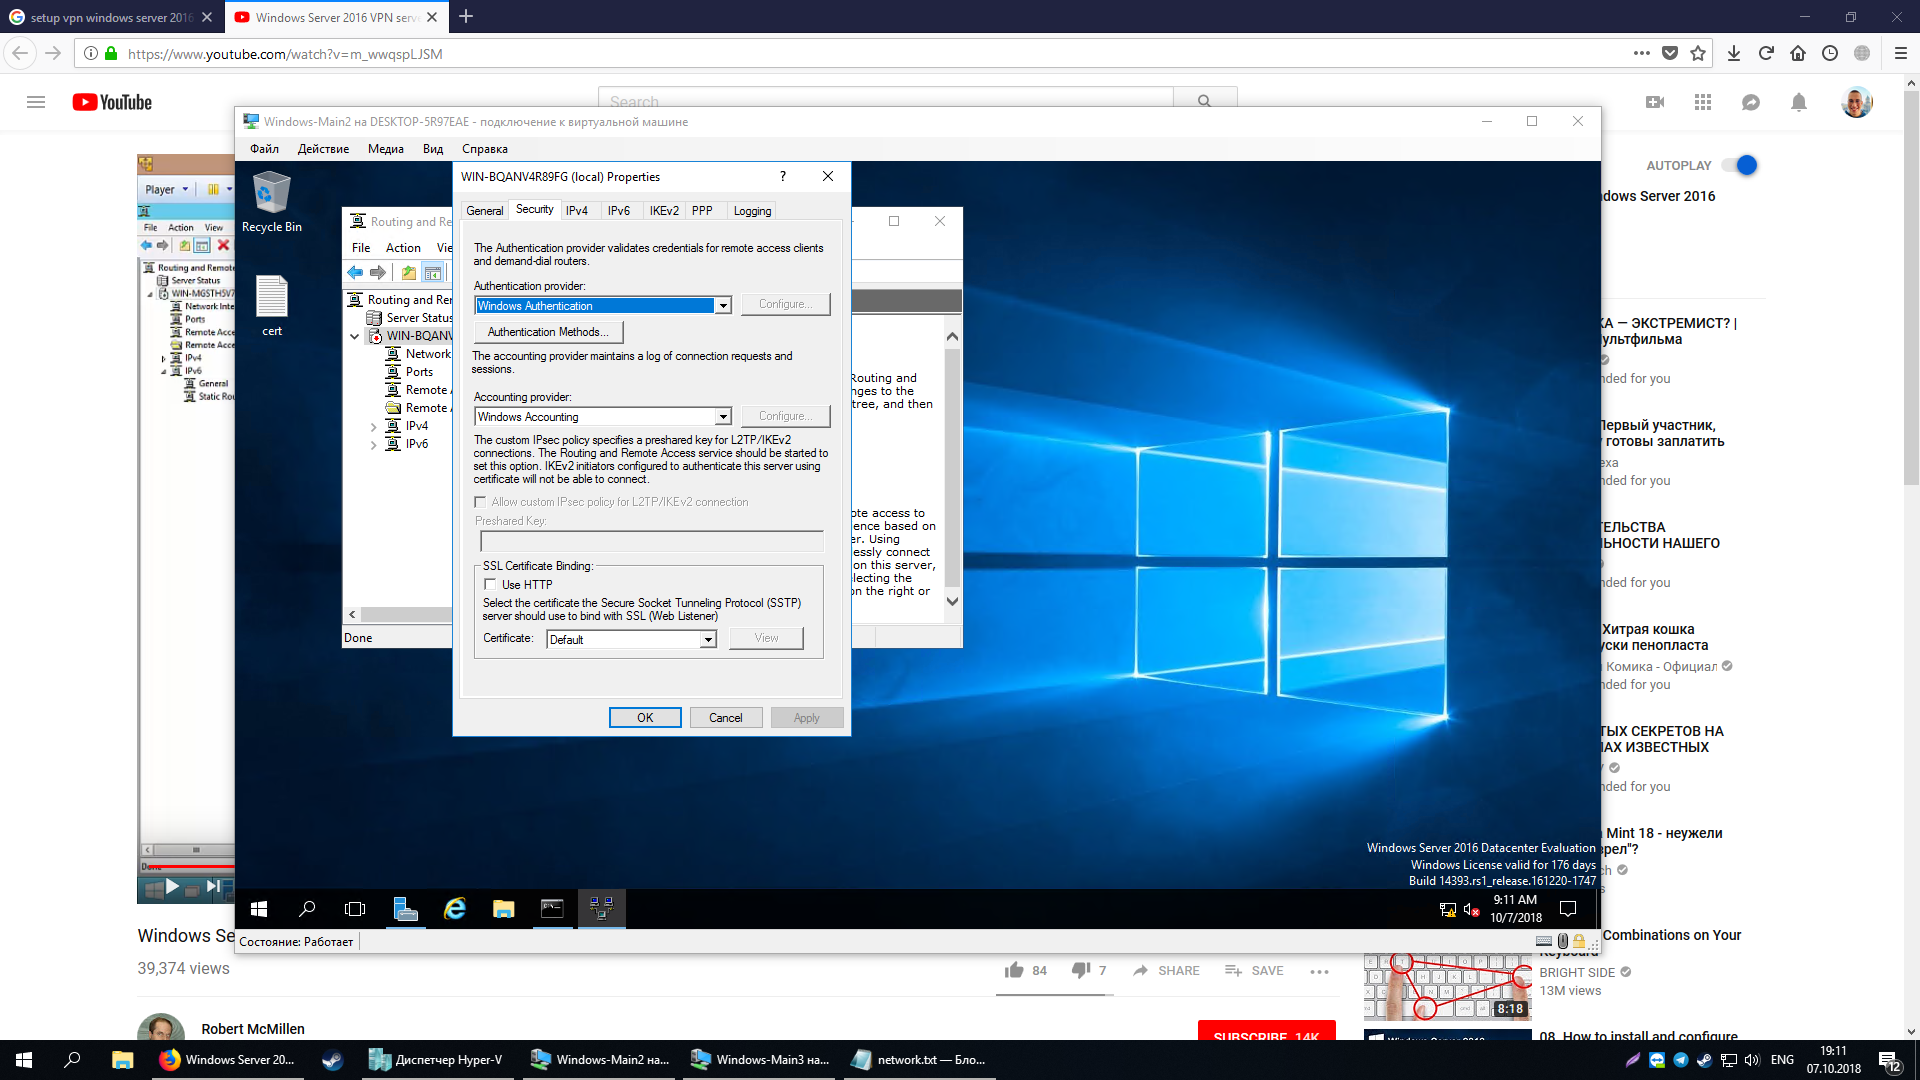 setup vpn windows server 2016
Windows Server 2016 VPN serv
https://www.youtube.com/watch?v=m_wwqspLJSM
YouTube
Search
Windows-Main2 на DESKTOP-5R97EAE - подключение к виртуальной машине
Файл Действие Медиа Вид Справка
Player
File Action View
Routing and Remote
Server Status
WIN-MGSTH5V7
Network Inte
Ports
Remote Acce
Remote Acce
IPv4
IPv6
General
Static Rou
Recycle Bin
cert
Routing and Re
File Action Vie
Routing and Rer
Server Status
WIN-BQANV
Network
Ports
Remote A
Remote A
IPv4
IPv6
Done
Routing and
nges to the
tree, and then
ote access to
ence based on
er. Using
lessly connect
on this server,
electing the
on the right or
WIN-BQANV4R89FG (local) Properties
General Security IPv4 IPv6 IKEv2 PPP Logging
The Authentication provider validates credentials for remote access clients
and demand-dial routers.
Authentication provider:
Windows Authentication Configure...
Authentication Methods...
The accounting provider maintains a log of connection requests and
sessions.
Accounting provider:
Windows Accounting Configure...
The custom IPsec policy specifies a preshared key for L2TP/IKEv2
connections. The Routing and Remote Access service should be started to
set this option. IKEv2 initiators configured to authenticate this server using
certificate will not be able to connect.
Allow custom IPsec policy for L2TP/IKEv2 connection
Preshared Key:
SSL Certificate Binding:
Use HTTP
Select the certificate the Secure Socket Tunneling Protocol (SSTP)
server should use to bind with SSL (Web Listener)
Certificate: Default View
OK Cancel Apply
Windows Server 2016 Datacenter Evaluation
Windows License valid for 176 days
Build 14393.rs1_release.161220-1747
9:11 AM
10/7/2018
Состояние: Работает
AUTOPLAY
dows Server 2016
КА — ЭКСТРЕМИСТ? |
ультфильма
nded for you
Первый участник,
готовы заплатить
еха
nded for you
ТЕЛЬСТВА
ЬНОСТИ НАШЕГО
nded for you
Хитрая кошка
уски пенопласта
Комика - Официал
nded for you
ТЫХ СЕКРЕТОВ НА
АХ ИЗВЕСТНЫХ
nded for you
Mint 18 - неужели
рел"?
ch
Combinations on Your
Keyboard
BRIGHT SIDE
13M views
8:18
08. How to install and configure
Windows Se
39,374 views
84 7 SHARE SAVE
Robert McMillen
SUBSCRIBE 14K
Windows Server 20...
Диспетчер Hyper-V
Windows-Main2 на...
Windows-Main3 на...
network.txt — Бло...
ENG
19:11
07.10.2018
12